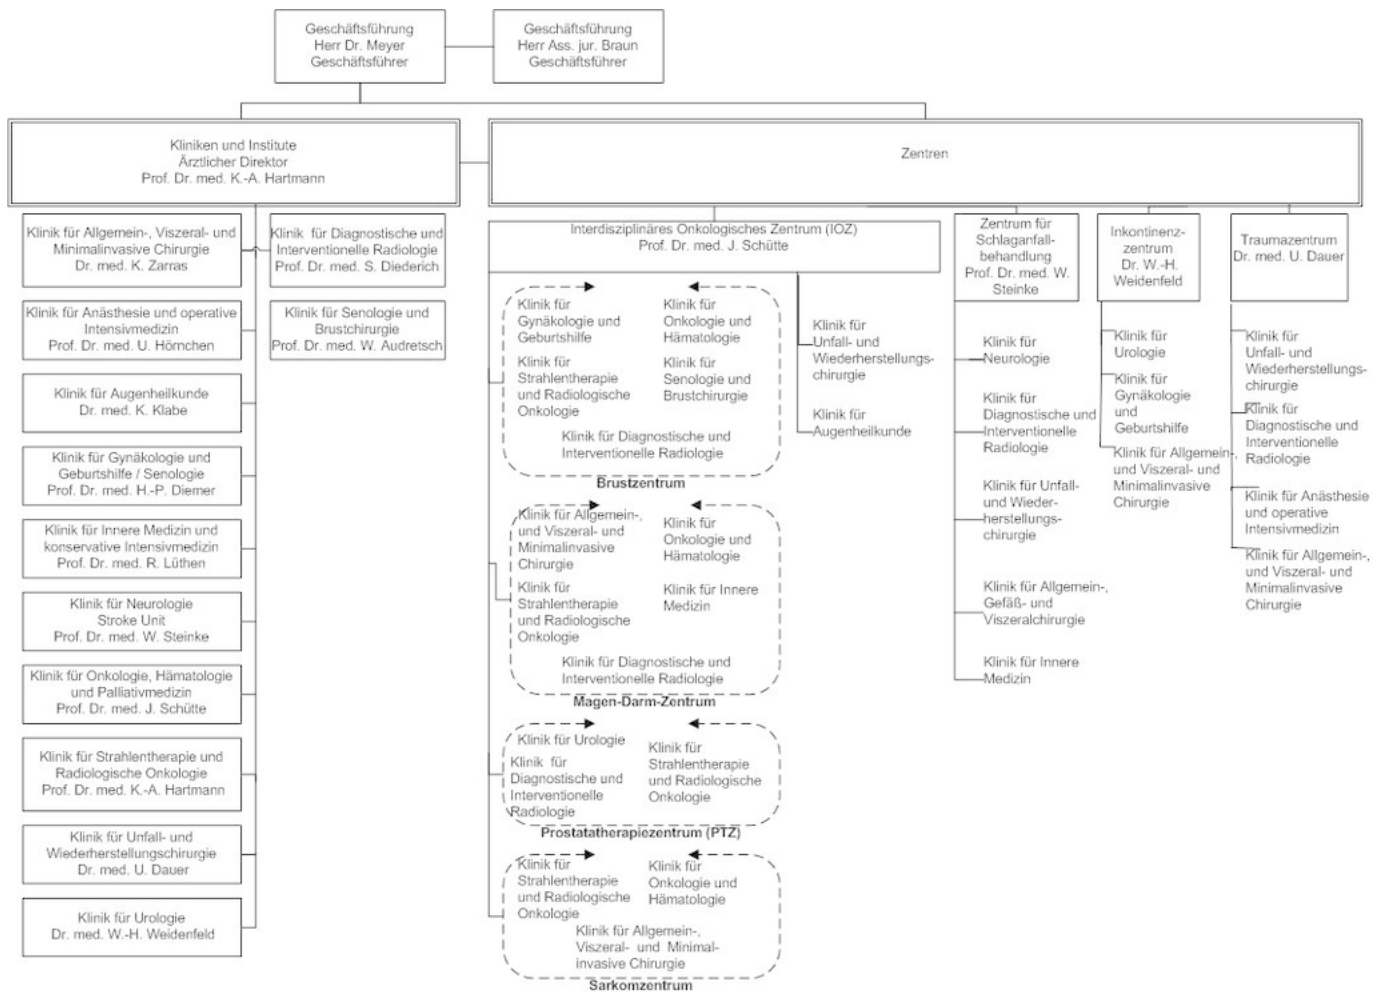 Geschäftsführung
Herr Dr. Meyer
Geschäftsführer
Geschäftsführung
Herr Ass. jur. Braun
Geschäftsführer
Kliniken und Institute
Ärztlicher Direktor
Prof. Dr. med. K.-A. Hartmann
Zentren
Klinik für Allgemein-, Viszeral- und
Minimalinvasive Chirurgie
Dr. med. K. Zarras
Klinik für Anästhesie und operative
Intensivmedizin
Prof. Dr. med. U. Hörnchen
Klinik für Augenheilkunde
Dr. med. K. Klabe
Klinik für Gynäkologie und
Geburtshilfe / Senologie
Prof. Dr. med. H.-P. Diemer
Klinik für Innere Medizin und
konservative Intensivmedizin
Prof. Dr. med. R. Lüthen
Klinik für Neurologie
Stroke Unit
Prof. Dr. med. W. Steinke
Klinik für Onkologie, Hämatologie
und Palliativmedizin
Prof. Dr. med. J. Schütte
Klinik für Strahlentherapie und
Radiologische Onkologie
Prof. Dr. med. K.-A. Hartmann
Klinik für Unfall- und
Wiederherstellungschirurgie
Dr. med. U. Dauer
Klinik für Urologie
Dr. med. W.-H. Weidenfeld
Klinik für Diagnostische und
Interventionelle Radiologie
Prof. Dr. med. S. Diederich
Klinik für Senologie und
Brustchirurgie
Prof. Dr. med. W. Audretsch
Interdisziplinäres Onkologisches Zentrum (IOZ)
Prof. Dr. med. J. Schütte
Klinik für
Gynäkologie und
Geburtshilfe
Klinik für
Onkologie und
Hämatologie
Klinik für
Strahlentherapie
und Radiologische
Onkologie
Klinik für
Senologie und
Brustchirurgie
Klinik für Diagnostische und
Interventionelle Radiologie
Brustzentrum
Klinik für Allgemein-,
und Viszeral- und
Minimalinvasive
Chirurgie
Klinik für
Onkologie und
Hämatologie
Klinik für
Strahlentherapie
und Radiologische
Onkologie
Klinik für Innere
Medizin
Klinik für Diagnostische und
Interventionelle Radiologie
Magen-Darm-Zentrum
Klinik für Urologie
Klinik für
Diagnostische und
Interventionelle
Radiologie
Klinik für
Strahlentherapie
und Radiologische
Onkologie
Prostatatherapiezentrum (PTZ)
Klinik für
Strahlentherapie
und Radiologische
Onkologie
Klinik für
Onkologie und
Hämatologie
Klinik für Allgemein-,
Viszeral- und Minimal-
invasive Chirurgie
Sarkomzentrum
Klinik für
Unfall- und
Wiederherstellungs-
chirurgie
Klinik für
Augenheilkunde
Zentrum für
Schlaganfall-
behandlung
Prof. Dr. med. W.
Steinke
Klinik für
Neurologie
Klinik für
Diagnostische und
Interventionelle
Radiologie
Klinik für Unfall-
und Wieder-
herstellungs-
chirurgie
Klinik für Allgemein-,
Gefäß- und
Viszeralchirurgie
Klinik für Innere
Medizin
Inkontinenz-
zentrum
Dr. W.-H.
Weidenfeld
Klinik für
Urologie
Klinik für
Gynäkologie
und
Geburtshilfe
Klinik für Allgemein-,
und Viszeral- und
Minimalinvasive
Chirurgie
Traumazentrum
Dr. med. U. Dauer
Klinik für
Unfall- und
Wiederherstellungs-
chirurgie
Klinik für
Diagnostische und
Interventionelle
Radiologie
Klinik für Anästhesie
und operative
Intensivmedizin
Klinik für Allgemein-,
und Viszeral- und
Minimalinvasive
Chirurgie